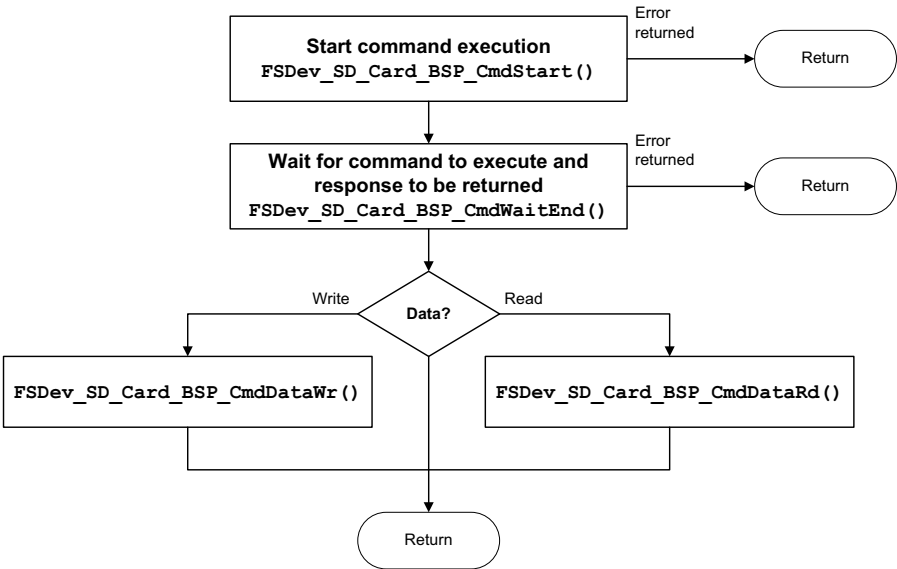 Start command execution
FSDev_SD_Card_BSP_CmdStart()
Error
returned
Return
Wait for command to execute and
response to be returned
FSDev_SD_Card_BSP_CmdWaitEnd()
Error
returned
Return
Write
Data?
Read
FSDev_SD_Card_BSP_CmdDataWr()
FSDev_SD_Card_BSP_CmdDataRd()
Return